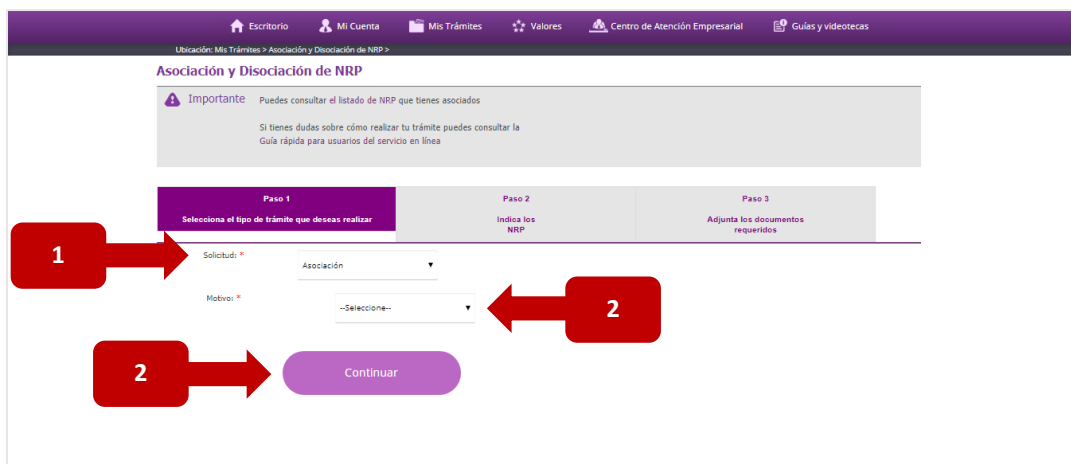 Escritorio Mi Cuenta Mis Trámites Valores Centro de Atención Empresarial Guías y videotecas
Ubicación: Mis Trámites > Asociación y Disociación de NRP >
Asociación y Disociación de NRP
Importante Puedes consultar el listado de NRP que tienes asociados
Si tienes dudas sobre cómo realizar tu trámite puedes consultar la
Guía rápida para usuarios del servicio en línea
Paso 1 Paso 2 Paso 3
Selecciona el tipo de trámite que deseas realizar Indica los Adjunta los documentos
NRP requeridos
1 Solicitud: * Asociación
Motivo: * --Seleccione-- 2
2 Continuar